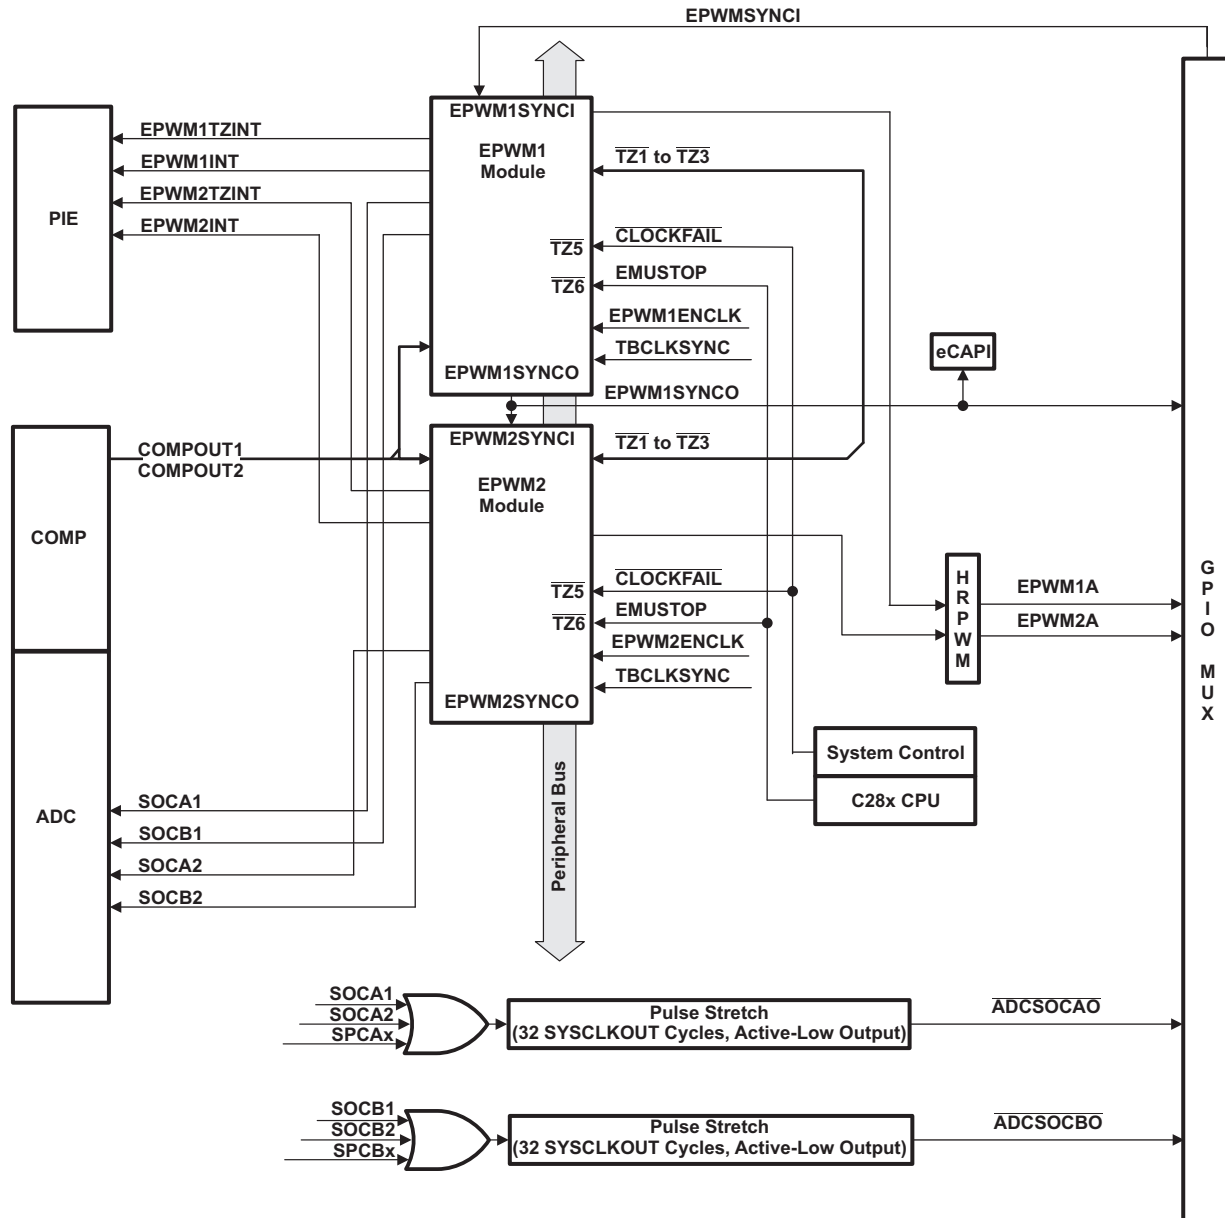 EPWMSYNCI
EPWM1SYNCI
EPWM1TZINT
EPWM1
Module
TZ1 to TZ3
EPWM1INT
EPWM2TZINT
PIE
EPWM2INT
CLOCKFAIL
TZ5
EMUSTOP
TZ6
EPWM1ENCLK
TBCLKSYNC
eCAPI
EPWM1SYNCO
EPWM1SYNCO
EPWM2SYNCI
TZ1 to TZ3
COMPOUT1
COMPOUT2
EPWM2
Module
COMP
CLOCKFAIL
TZ5
EMUSTOP
TZ6
EPWM2ENCLK
TBCLKSYNC
EPWM2SYNCO
HRPWM
EPWM1A
EPWM2A
GPIO MUX
System Control
C28x CPU
Peripheral Bus
ADC
SOCA1
SOCB1
SOCA2
SOCB2
SOCA1
SOCA2
SPCAx
Pulse Stretch
(32 SYSCLKOUT Cycles, Active-Low Output)
ADCSOCAO
SOCB1
SOCB2
SPCBx
Pulse Stretch
(32 SYSCLKOUT Cycles, Active-Low Output)
ADCSOCBO